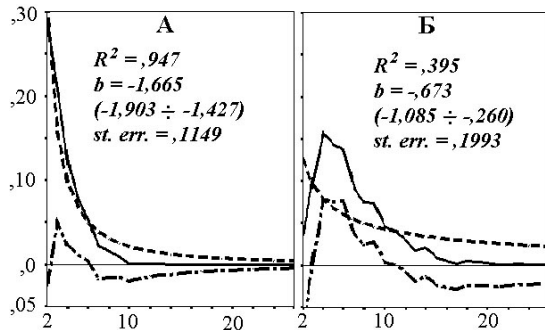 А
R² = ,947
b = -1,665
(-1,903 ÷ -1,427)
st. err. = ,1149
Б
R² = ,395
b = -,673
(-1,085 ÷ -,260)
st. err. = ,1993
,30
,20
,10
,0
,05
2 10 20 2 10 20